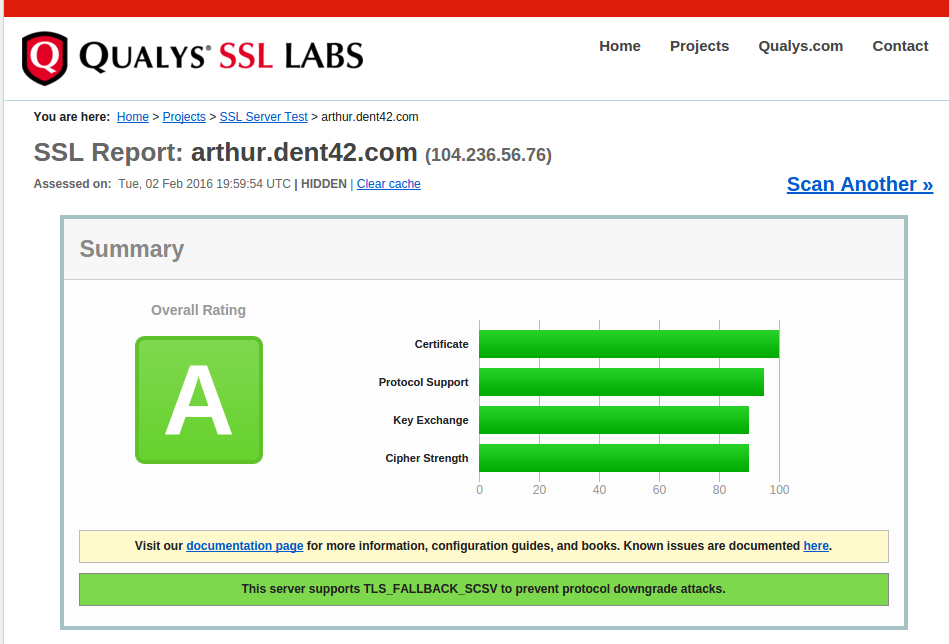 QUALYS® SSL LABS
Home Projects Qualys.com Contact
You are here: Home > Projects > SSL Server Test > arthur.dent42.com
SSL Report: arthur.dent42.com (104.236.56.76)
Assessed on: Tue, 02 Feb 2016 19:59:54 UTC | HIDDEN | Clear cache
Scan Another »
Summary
Overall Rating
A
Certificate
Protocol Support
Key Exchange
Cipher Strength
0 20 40 60 80 100
Visit our documentation page for more information, configuration guides, and books. Known issues are documented here.
This server supports TLS_FALLBACK_SCSV to prevent protocol downgrade attacks.